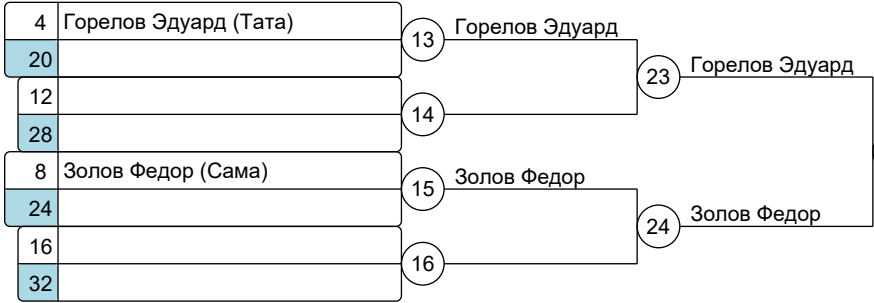 4 Горелов Эдуард (Тата)
20
13 Горелов Эдуард
12
28
14
23 Горелов Эдуард
8 Золов Федор (Сама)
24
15 Золов Федор
16
32
16
24 Золов Федор